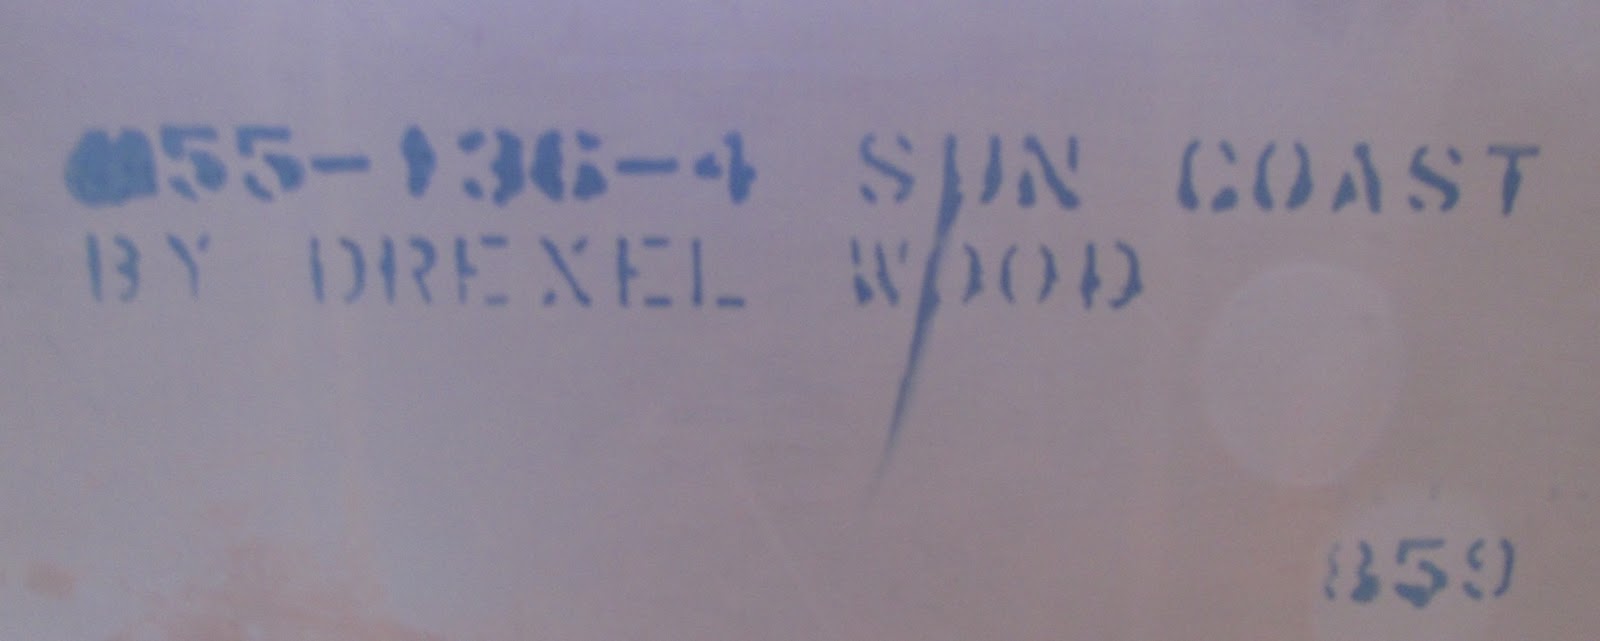 55-136-4 SUN COAST
BY DREXEL WOOD
859